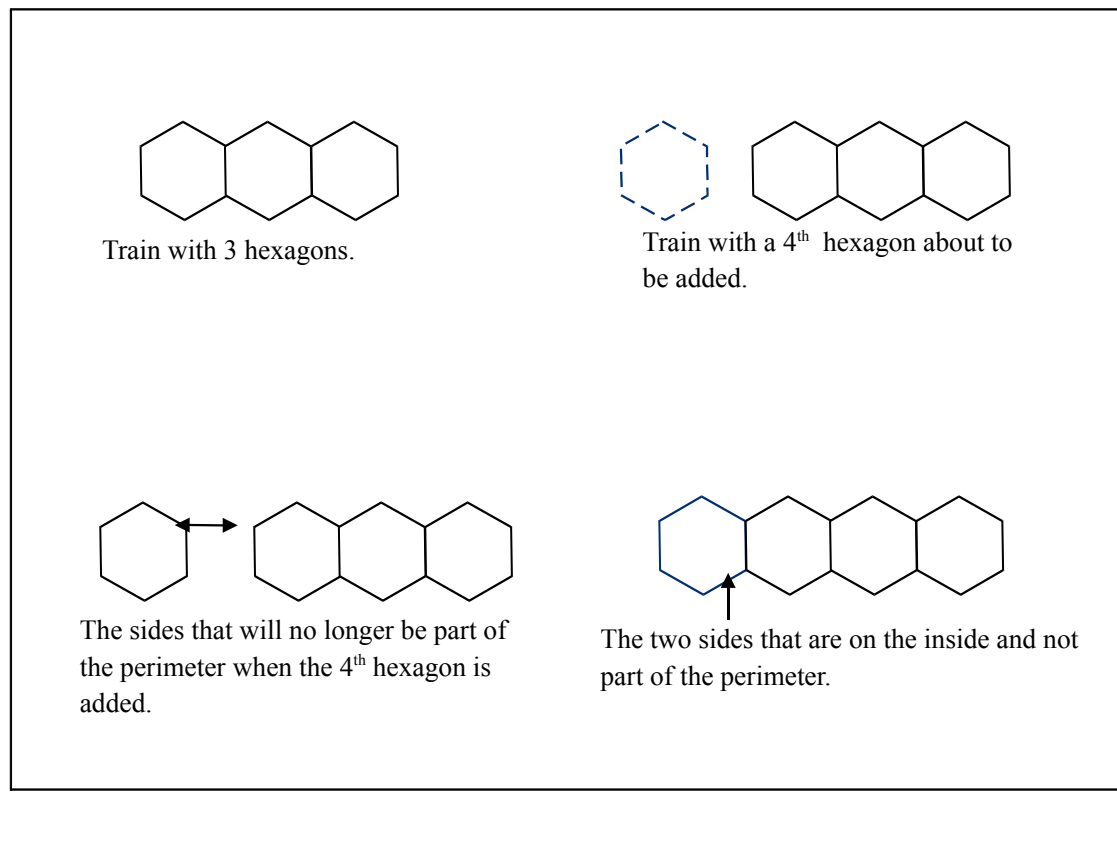 Train with 3 hexagons.
Train with a 4th hexagon about to
be added.
The sides that will no longer be part of
the perimeter when the 4th hexagon is
added.
The two sides that are on the inside and not
part of the perimeter.